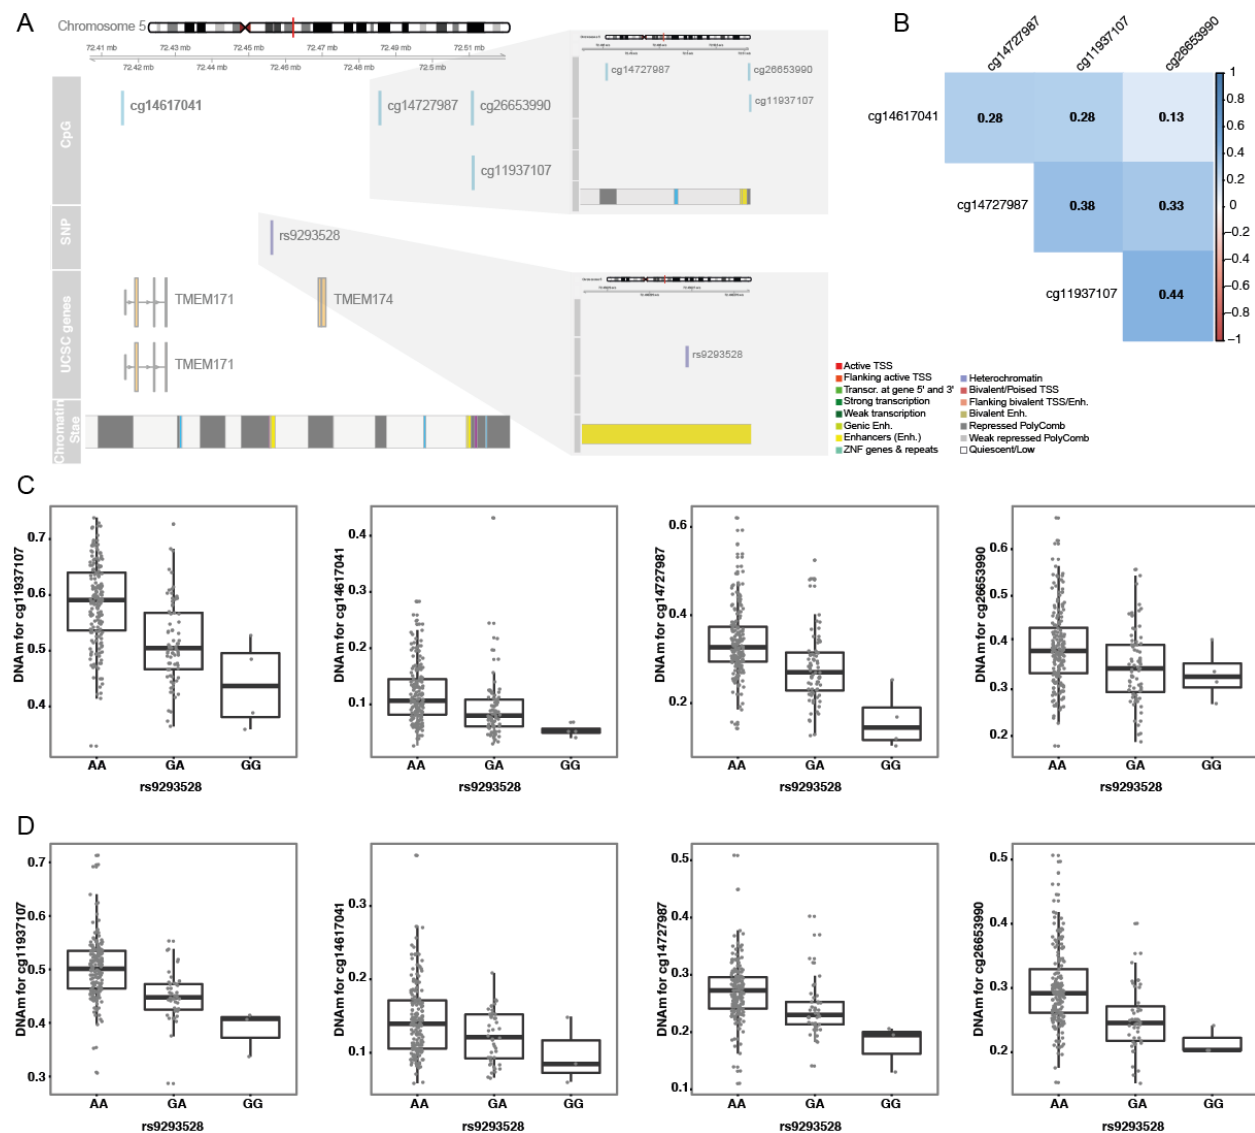 A
Chromosome 5
72.41 mb 72.43 mb 72.45 mb 72.47 mb 72.49 mb 72.51 mb
72.42 mb 72.44 mb 72.46 mb 72.48 mb 72.5 mb
CpG
cg14617041
cg14727987
cg26653990
cg11937107
SNP
rs9293528
UCSC genes
TMEM171
TMEM174
TMEM171
Chromatin
Stae
Chromosome 5
cg14727987
cg26653990
cg11937107
Chromosome 5
rs9293528
Active TSS
Flanking active TSS
Transcr. at gene 5' and 3'
Strong transcription
Weak transcription
Genic Enh.
Enhancers (Enh.)
ZNF genes & repeats
Heterochromatin
Bivalent/Poised TSS
Flanking bivalent TSS/Enh.
Bivalent Enh.
Repressed PolyComb
Weak repressed PolyComb
Quiescent/Low
B
cg14727987
cg11937107
cg26653990
cg14617041
0.28 0.28 0.13
cg14727987
0.38 0.33
cg11937107
0.44
1
0.8
0.6
0.4
0.2
0
−0.2
−0.4
−0.6
−0.8
−1
C
DNAm for cg11937107
0.7
0.6
0.5
0.4
AA GA GG
rs9293528
DNAm for cg14617041
0.4
0.3
0.2
0.1
AA GA GG
rs9293528
DNAm for cg14727987
0.6
0.4
0.2
AA GA GG
rs9293528
DNAm for cg26653990
0.6
0.5
0.4
0.3
0.2
AA GA GG
rs9293528
D
DNAm for cg11937107
0.7
0.6
0.5
0.4
0.3
AA GA GG
rs9293528
DNAm for cg14617041
0.3
0.2
0.1
AA GA GG
rs9293528
DNAm for cg14727987
0.5
0.4
0.3
0.2
0.1
AA GA GG
rs9293528
DNAm for cg26653990
0.5
0.4
0.3
0.2
AA GA GG
rs9293528